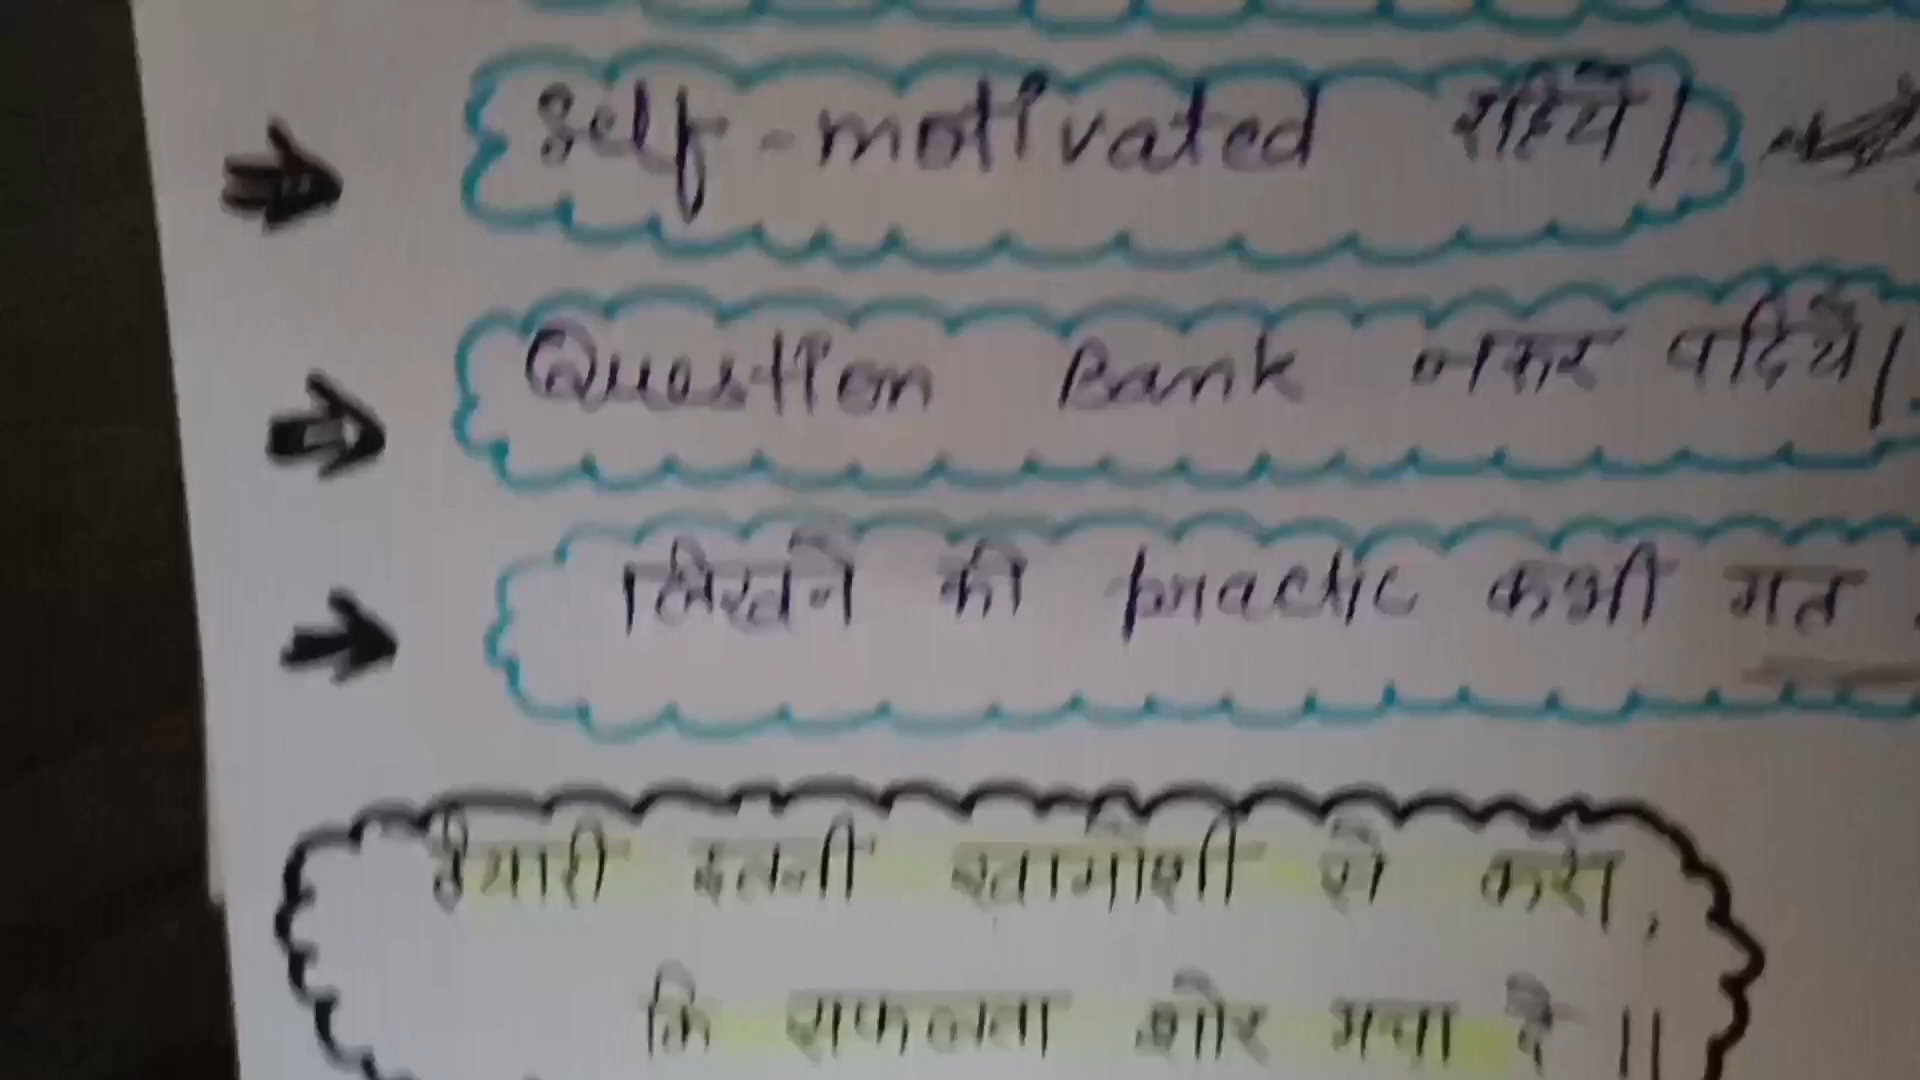 Self-motivated रहिये।
Question Bank लेकर पढिये।
लिखने की practic कभी मत
तैयारी इतनी खामोशी से करो,
कि सफलता शोर मचा दे ||